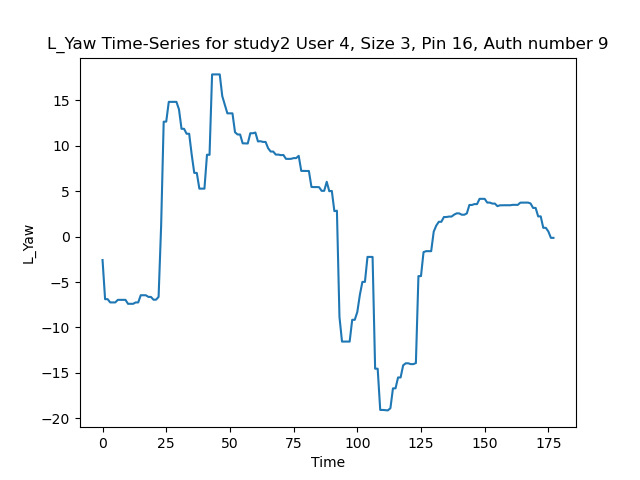 L_Yaw Time-Series for study2 User 4, Size 3, Pin 16, Auth number 9
L_Yaw
15
10
5
0
−5
−10
−15
−20
0 25 50 75 100 125 150 175
Time